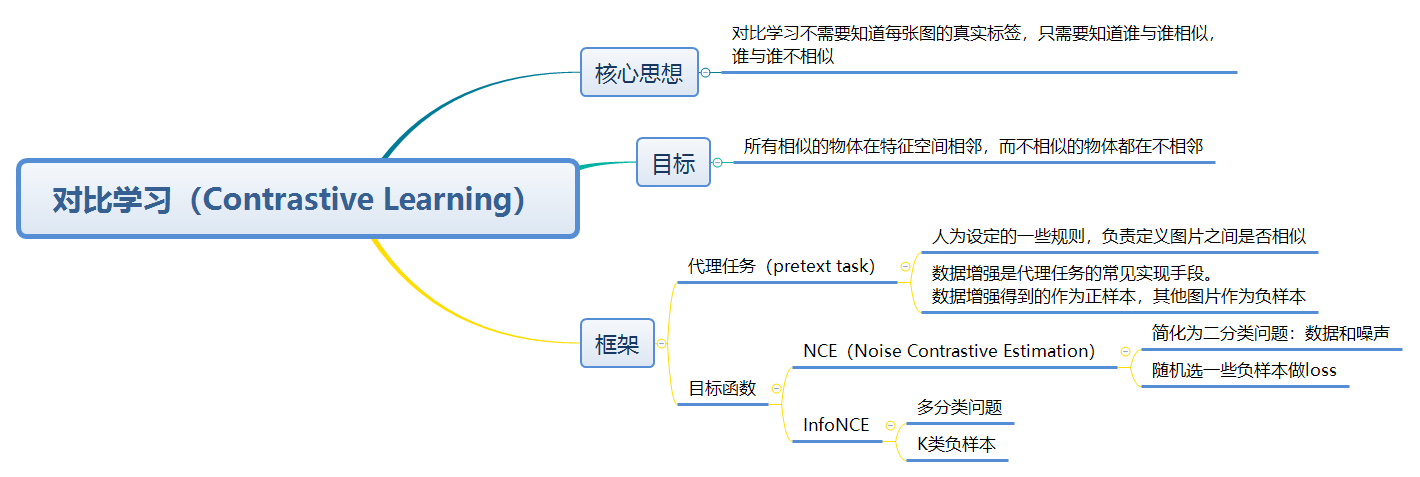 对比学习（Contrastive Learning）
核心思想
对比学习不需要知道每张图的真实标签，只需要知道谁与谁相似，
谁与谁不相似
目标
所有相似的物体在特征空间相邻，而不相似的物体都在不相邻
框架
代理任务（pretext task）
人为设定的一些规则，负责定义图片之间是否相似
数据增强是代理任务的常见实现手段。
数据增强得到的作为正样本，其他图片作为负样本
目标函数
NCE（Noise Contrastive Estimation）
简化为二分类问题：数据和噪声
随机选一些负样本做loss
InfoNCE
多分类问题
K类负样本